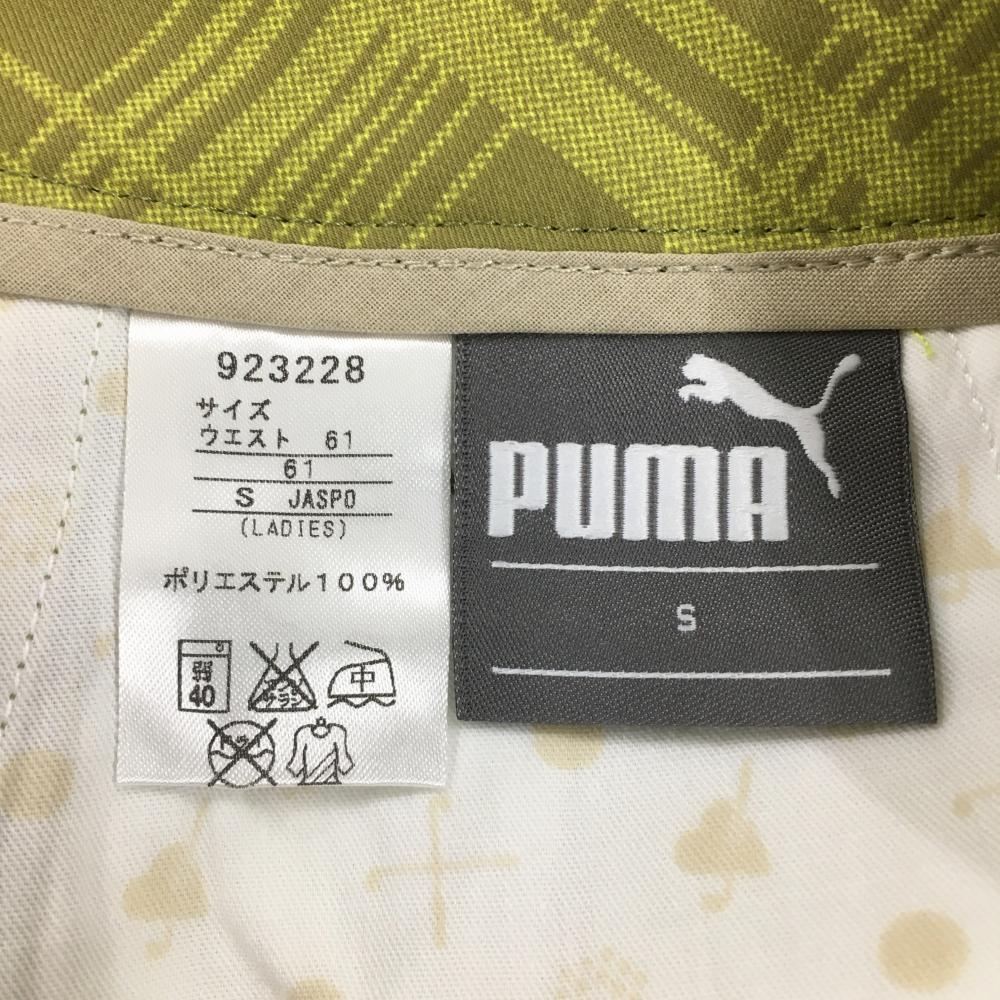 923228
サイズ
ウエスト 61
61
S JASPO
(LADIES)
ポリエステル100%
弱
40
中
PUMA
S